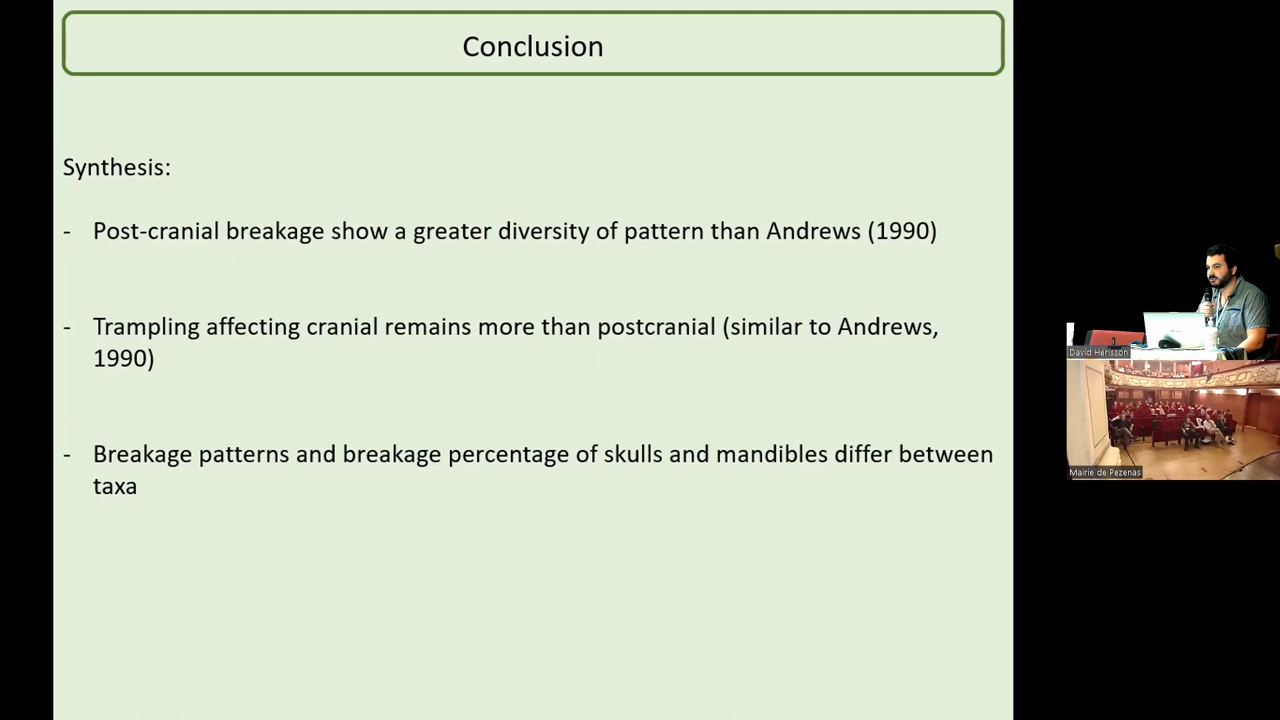 Conclusion
Synthesis:
- Post-cranial breakage show a greater diversity of pattern than Andrews (1990)
- Trampling affecting cranial remains more than postcranial (similar to Andrews,
1990)
- Breakage patterns and breakage percentage of skulls and mandibles differ between
taxa
David Hérisson
Mairie de Pezenas